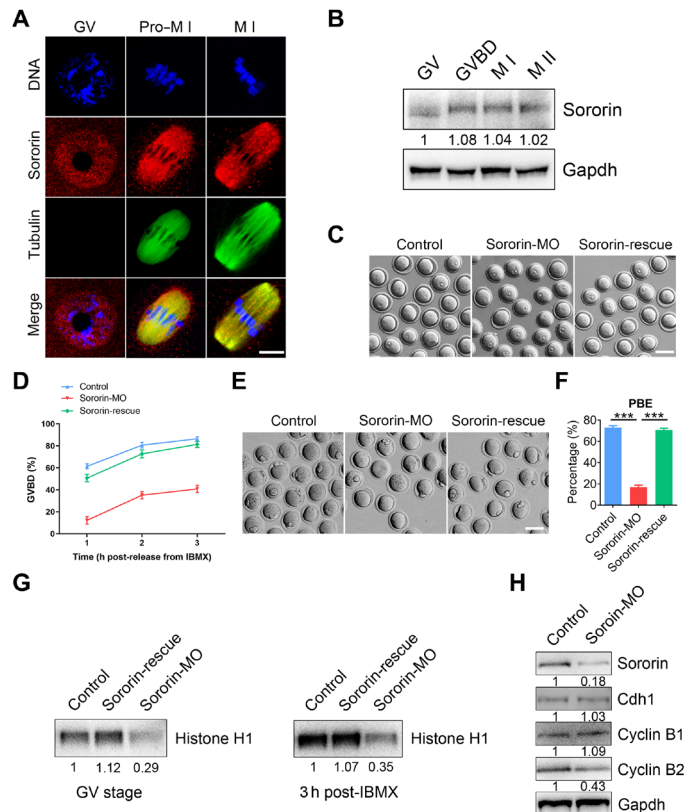 A
GV
Pro-M I
M I
DNA
Sororin
Tubulin
Merge
B
GV
GVBD
M I
M II
Sororin
1 1.08 1.04 1.02
Gapdh
C
Control
Sororin-MO
Sororin-rescue
D
Control
Sororin-MO
Sororin-rescue
GVBD (%)
100
80
60
40
20
0
1 2 3
Time (h post-release from IBMX)
E
Control
Sororin-MO
Sororin-rescue
F
PBE
*** ***
Percentage (%)
80
60
40
20
0
Control
Sororin-MO
Sororin-rescue
G
Control
Sororin-rescue
Sororin-MO
Histone H1
1 1.12 0.29
GV stage
Control
Sororin-rescue
Sororin-MO
Histone H1
1 1.07 0.35
3 h post-IBMX
H
Control
Soroin-MO
Sororin
1 0.18
Cdh1
1 1.03
Cyclin B1
1 1.09
Cyclin B2
1 0.43
Gapdh